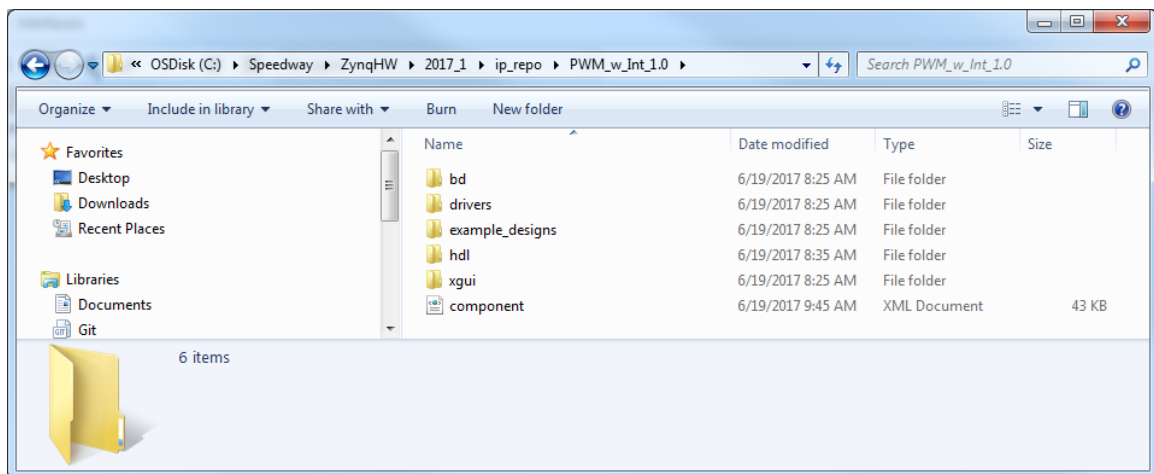 « OSDisk (C:) ▸ Speedway ▸ ZynqHW ▸ 2017_1 ▸ ip_repo ▸ PWM_w_Int_1.0 ▸ Search PWM_w_Int_1.0
Organize ▾ Include in library ▾ Share with ▾ Burn New folder
Favorites
Desktop
Downloads
Recent Places
Libraries
Documents
Git
Name Date modified Type Size
bd 6/19/2017 8:25 AM File folder
drivers 6/19/2017 8:25 AM File folder
example_designs 6/19/2017 8:25 AM File folder
hdl 6/19/2017 8:35 AM File folder
xgui 6/19/2017 8:25 AM File folder
component 6/19/2017 9:45 AM XML Document 43 KB
6 items